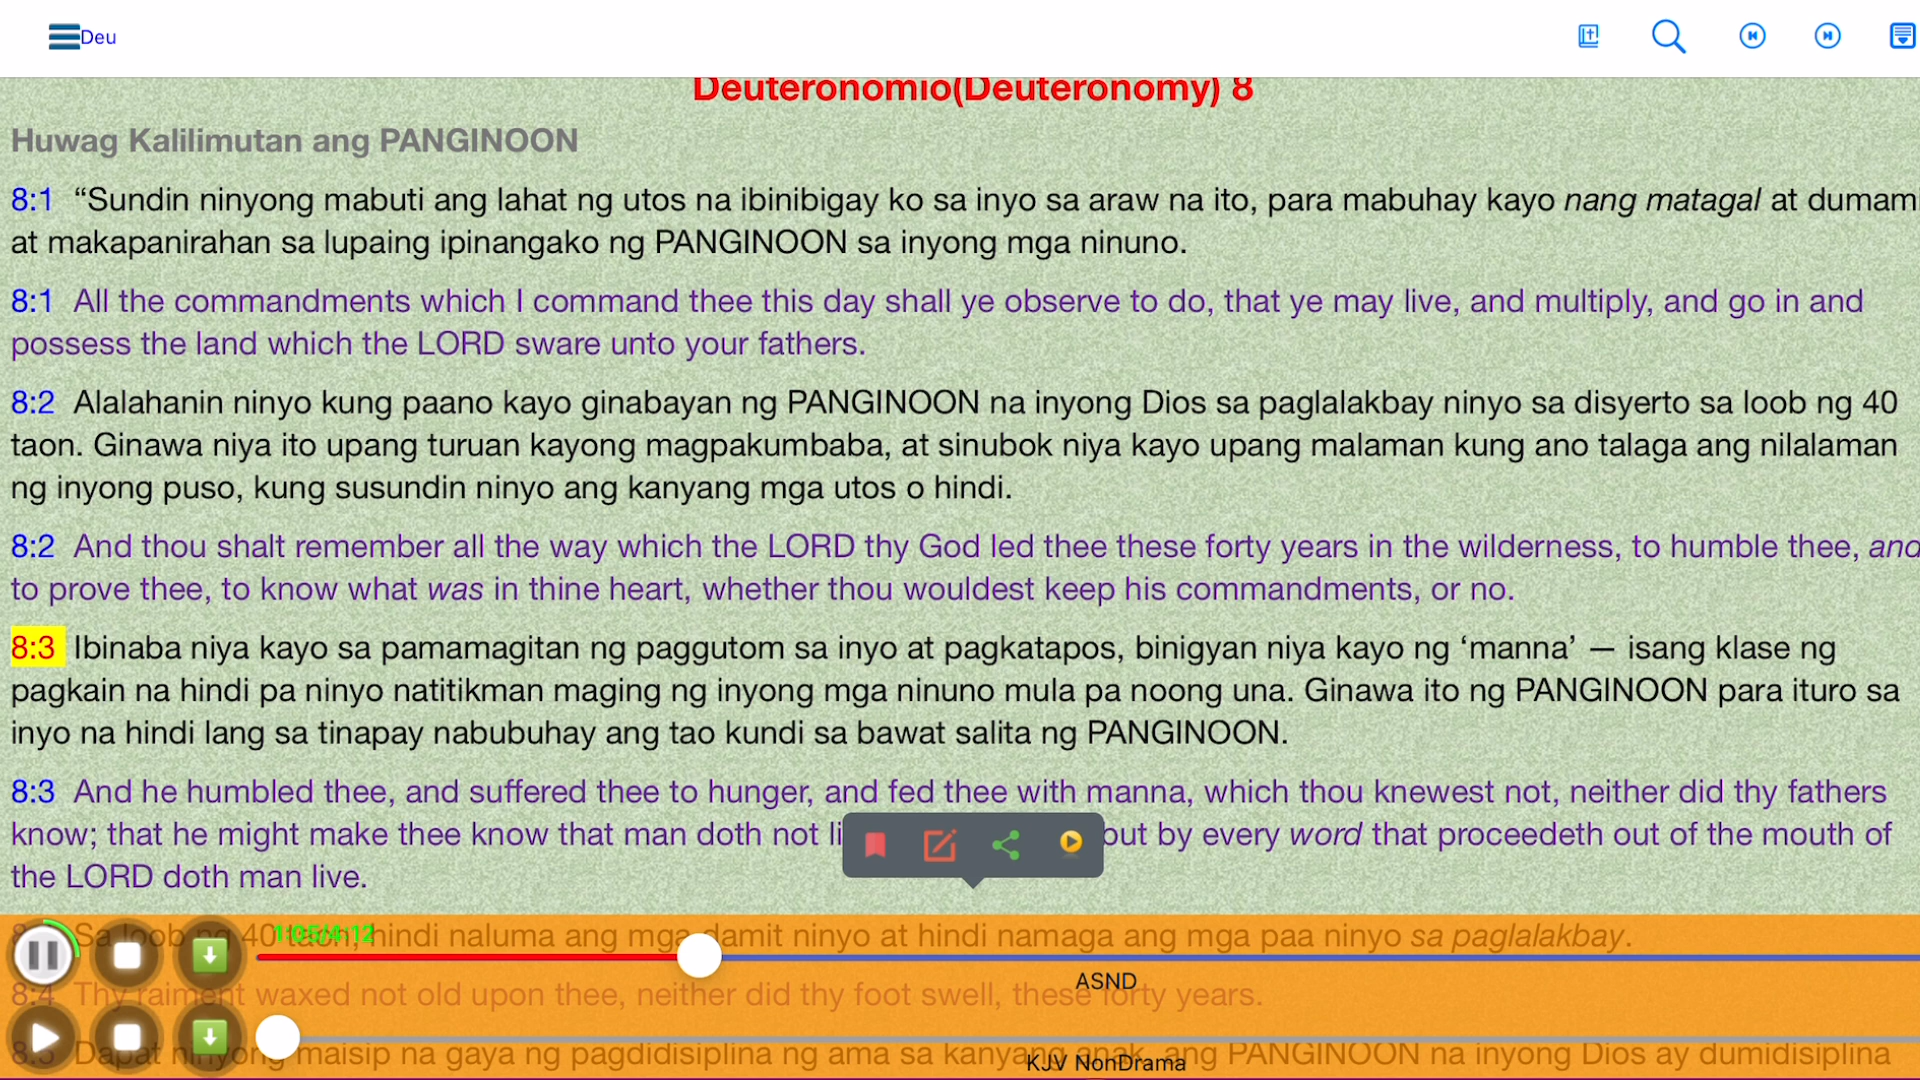 Deu
Deuteronomio(Deuteronomy) 8
Huwag Kalilimutan ang PANGINOON
8:1 “Sundin ninyong mabuti ang lahat ng utos na ibinibigay ko sa inyo sa araw na ito, para mabuhay kayo nang matagal at dumam
at makapanirahan sa lupaing ipinangako ng PANGINOON sa inyong mga ninuno.
8:1 All the commandments which I command thee this day shall ye observe to do, that ye may live, and multiply, and go in and
possess the land which the LORD sware unto your fathers.
8:2 Alalahanin ninyo kung paano kayo ginabayan ng PANGINOON na inyong Dios sa paglalakbay ninyo sa disyerto sa loob ng 40
taon. Ginawa niya ito upang turuan kayong magpakumbaba, at sinubok niya kayo upang malaman kung ano talaga ang nilalaman
ng inyong puso, kung susundin ninyo ang kanyang mga utos o hindi.
8:2 And thou shalt remember all the way which the LORD thy God led thee these forty years in the wilderness, to humble thee, and
to prove thee, to know what was in thine heart, whether thou wouldest keep his commandments, or no.
8:3 Ibinaba niya kayo sa pamamagitan ng paggutom sa inyo at pagkatapos, binigyan niya kayo ng ‘manna’ — isang klase ng
pagkain na hindi pa ninyo natitikman maging ng inyong mga ninuno mula pa noong una. Ginawa ito ng PANGINOON para ituro sa
inyo na hindi lang sa tinapay nabubuhay ang tao kundi sa bawat salita ng PANGINOON.
8:3 And he humbled thee, and suffered thee to hunger, and fed thee with manna, which thou knewest not, neither did thy fathers
know; that he might make thee know that man doth not li out by every word that proceedeth out of the mouth of
the LORD doth man live.
Sa loob ng 40 hindi naluma ang mga damit ninyo at hindi namaga ang mga paa ninyo sa paglalakbay.
1:05/4:12
ASND
8:4 Thy raiment waxed not old upon thee, neither did thy foot swell, these forty years.
8:5 Dapat ninyong maisip na gaya ng pagdidisiplina ng ama sa kanya ang PANGINOON na inyong Dios ay dumidisiplina
KJV NonDrama